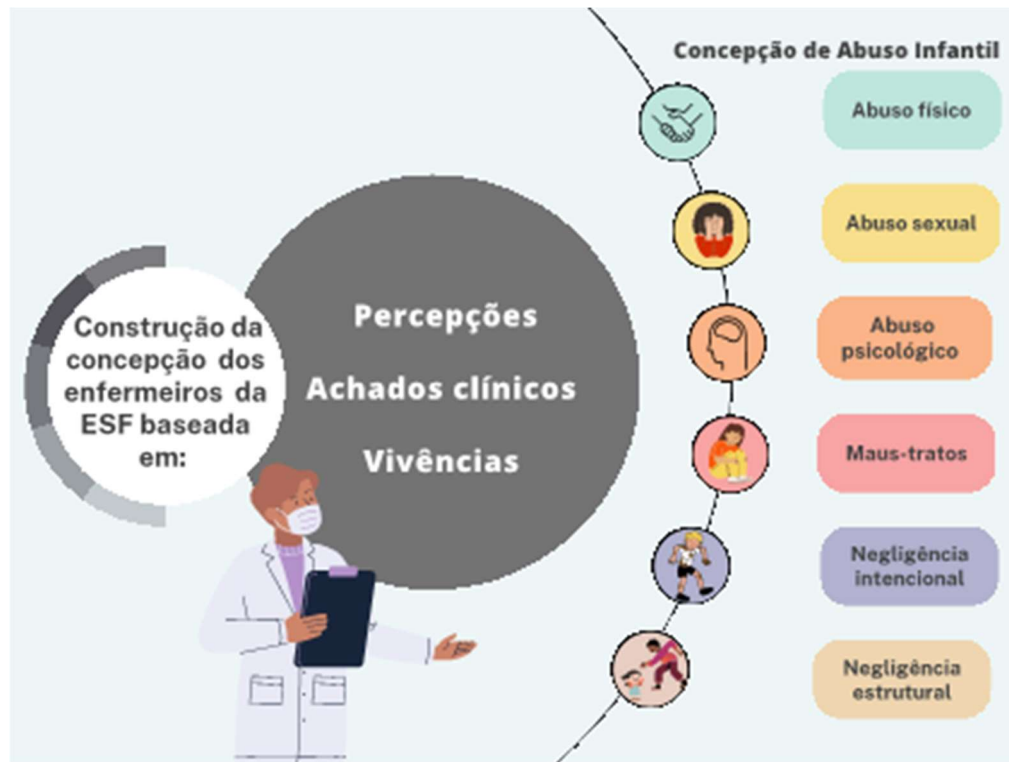 Concepção de Abuso Infantil
Construção da
concepção dos
enfermeiros da
ESF baseada
em:
Percepções
Achados clínicos
Vivências
Abuso físico
Abuso sexual
Abuso
psicológico
Maus-tratos
Negligência
intencional
Negligência
estrutural